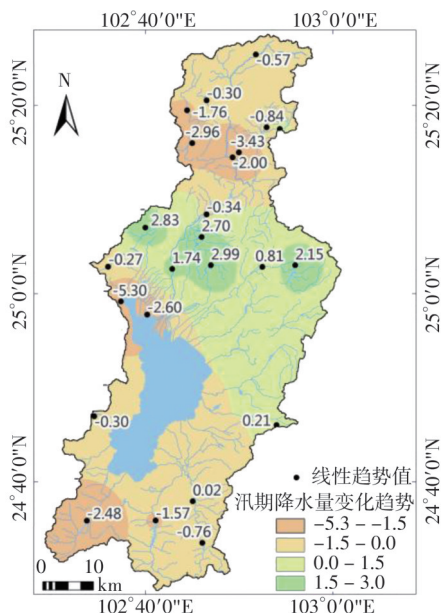 102°40′0″E
103°0′0″E
25°20′0″N
25°20′0″N
N
-0.57
-0.30
-1.76
-0.84
-2.96
-3.43
-2.00
-0.34
2.83
2.70
-0.27
1.74
2.99
0.81
2.15
25°0′0″N
25°0′0″N
-5.30
-2.60
-0.30
0.21
24°40′0″N
24°40′0″N
线性趋势值
汛期降水量变化趋势
0.02
-2.48
-1.57
-0.76
-5.3 - -1.5
-1.5 - 0.0
0.0 - 1.5
1.5 - 3.0
0 10
km
102°40′0″E
103°0′0″E